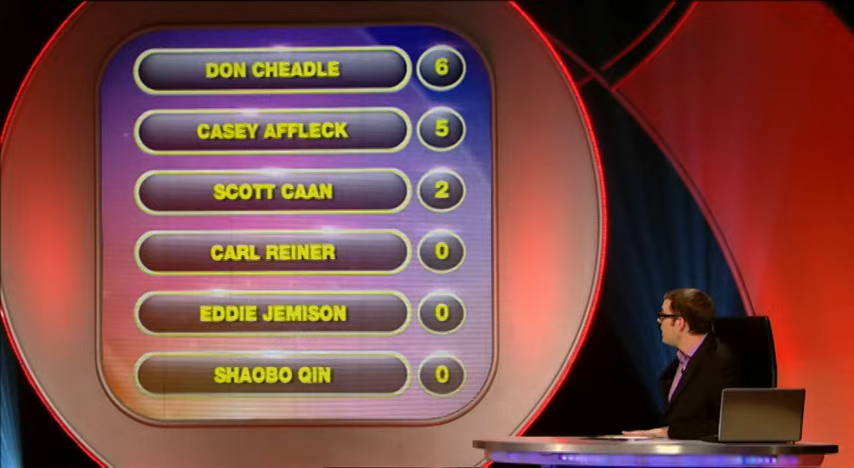 DON CHEADLE 6
CASEY AFFLECK 5
SCOTT CAAN 2
CARL REINER 0
EDDIE JEMISON 0
SHAOBO QIN 0